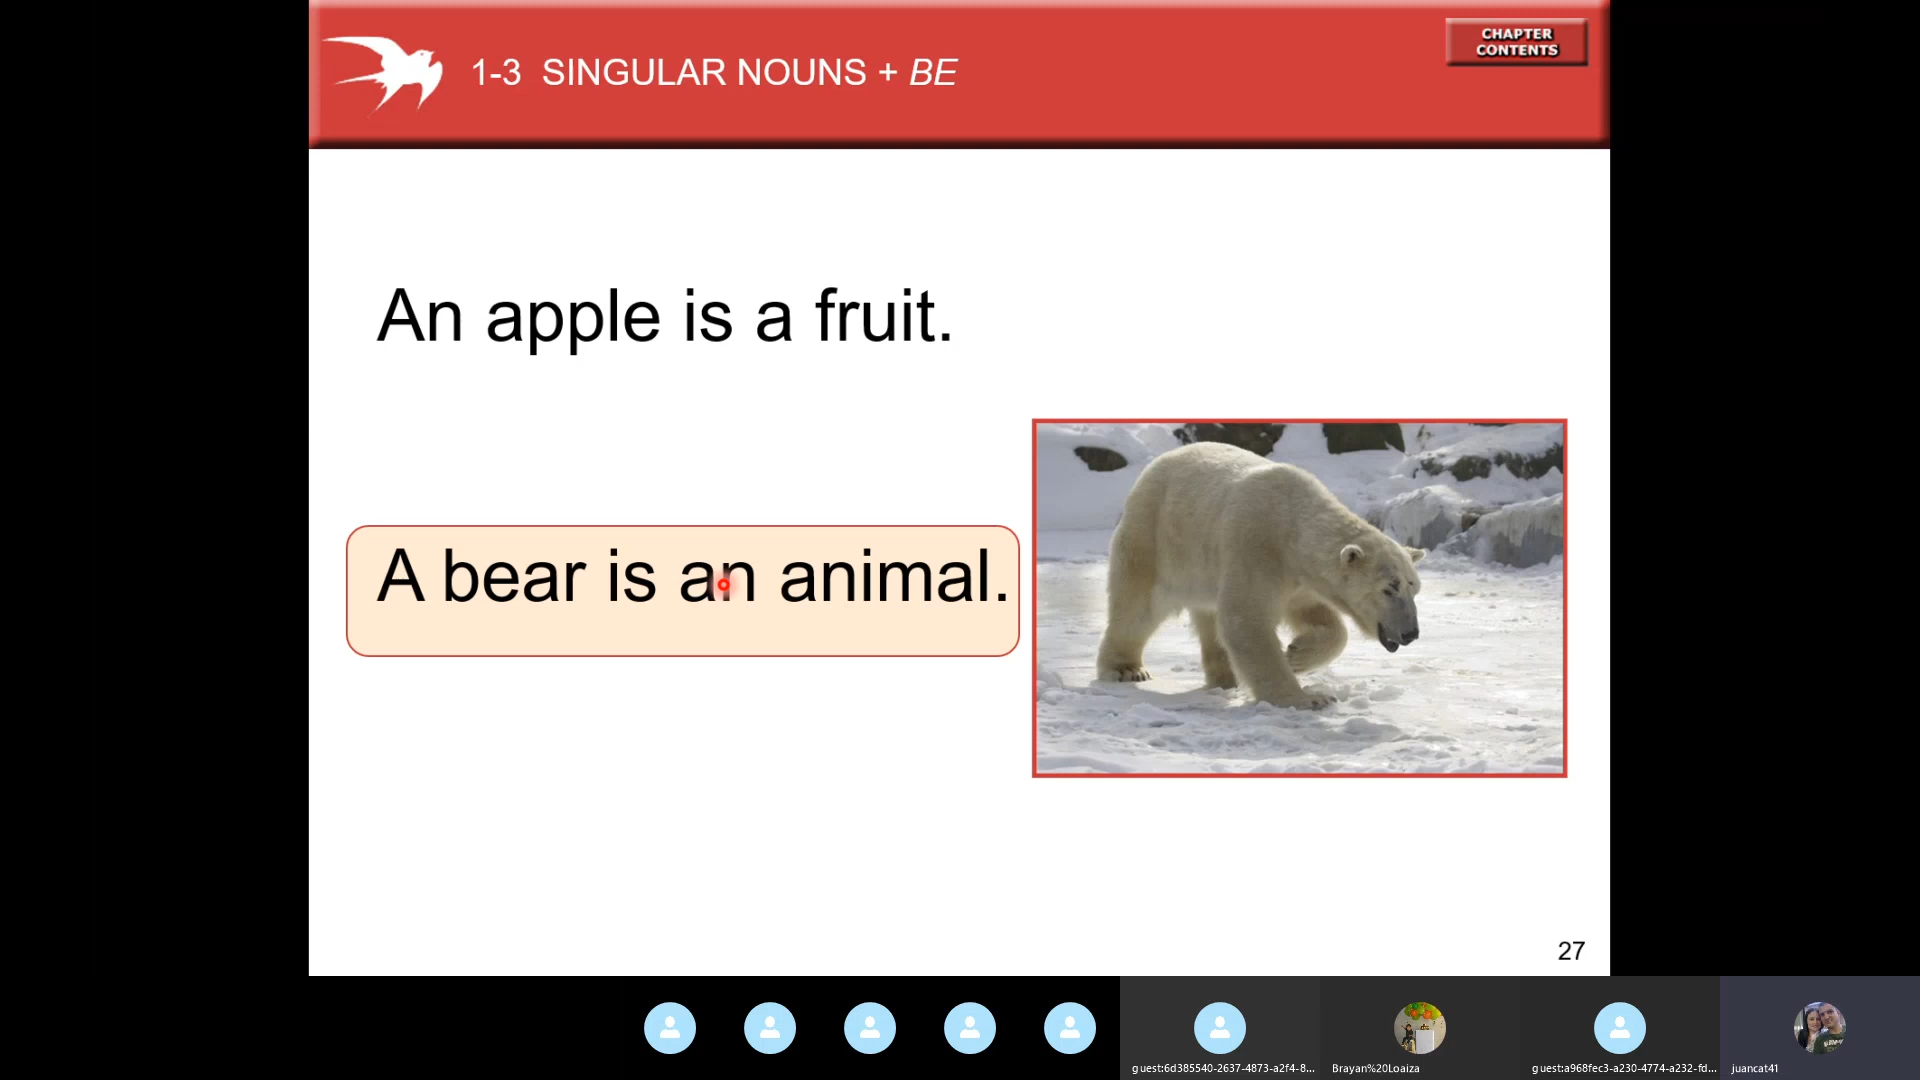 1-3 SINGULAR NOUNS + BE
CHAPTER
CONTENTS
An apple is a fruit.
A bear is an animal.
27
guest:6d385540-2637-4873-a2f4-8...
Brayan%20Loaiza
guest:a968fec3-a230-4774-a232-fd...
juancat41